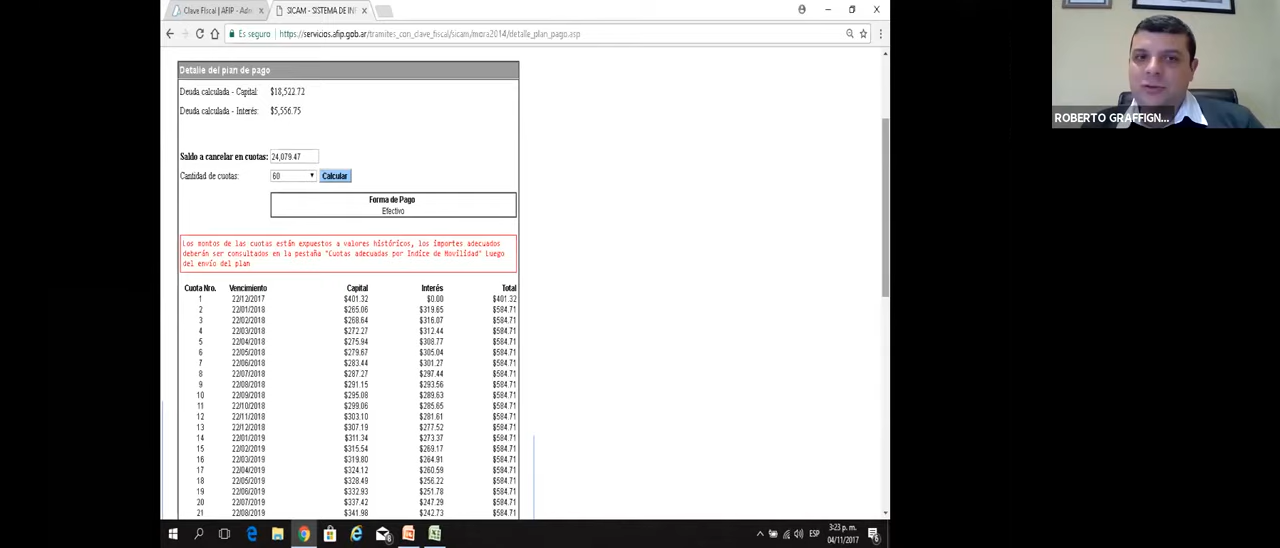 Clave Fiscal | AFIP - Adm
SICAM - SISTEMA DE INF
Es seguro
https://servicios.afip.gob.ar/tramites_con_clave_fiscal/sicam/mora2014/detalle_plan_pago.asp
Detalle del plan de pago
Deuda calculada - Capital: $18,522.72
Deuda calculada - Interés: $5,556.75
Saldo a cancelar en cuotas: 24,079.47
Cantidad de cuotas: 60 Calcular
Forma de Pago
Efectivo
Los montos de las cuotas están expuestos a valores históricos, los importes adecuados
deberán ser consultados en la pestaña "Cuotas adecuadas por Indice de Movilidad" Luego
del envío del plan
Cuota Nro. Vencimiento Capital Interés Total
1 22/12/2017 $401.32 $0.00 $401.32
2 22/01/2018 $265.06 $319.65 $584.71
3 22/02/2018 $268.64 $316.07 $584.71
4 22/03/2018 $272.27 $312.44 $584.71
5 22/04/2018 $275.94 $308.77 $584.71
6 22/05/2018 $279.67 $305.04 $584.71
7 22/06/2018 $283.44 $301.27 $584.71
8 22/07/2018 $287.27 $297.44 $584.71
9 22/08/2018 $291.15 $293.56 $584.71
10 22/09/2018 $295.08 $289.63 $584.71
11 22/10/2018 $299.06 $285.65 $584.71
12 22/11/2018 $303.10 $281.61 $584.71
13 22/12/2018 $307.19 $277.52 $584.71
14 22/01/2019 $311.34 $273.37 $584.71
15 22/02/2019 $315.54 $269.17 $584.71
16 22/03/2019 $319.80 $264.91 $584.71
17 22/04/2019 $324.12 $260.59 $584.71
18 22/05/2019 $328.49 $256.22 $584.71
19 22/06/2019 $332.93 $251.78 $584.71
20 22/07/2019 $337.42 $247.29 $584.71
21 22/08/2019 $341.98 $242.73 $584.71
ROBERTO GRAFFIGN...
ESP
3:23 p. m.
04/11/2017